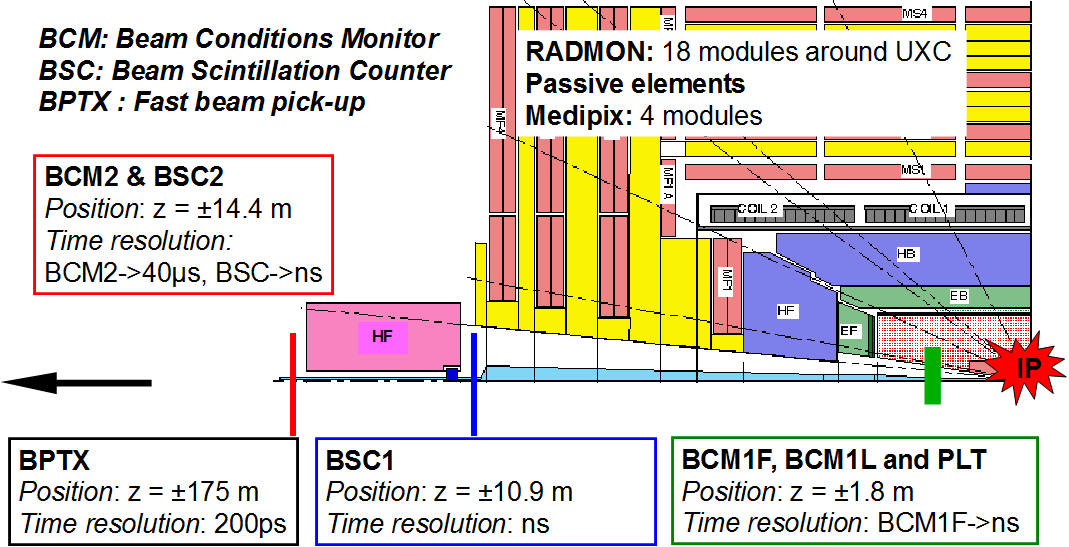 BCM: Beam Conditions Monitor
BSC: Beam Scintillation Counter
BPTX : Fast beam pick-up
MS4
RADMON: 18 modules around UXC
Passive elements
Medipix: 4 modules
BCM2 & BSC2
Position: z = ±14.4 m
Time resolution:
BCM2->40µs, BSC->ns
MS1
COIL 2
COIL 1
HB
MF1
EB
HF
HF
EF
IP
BPTX
Position: z = ±175 m
Time resolution: 200ps
BSC1
Position: z = ±10.9 m
Time resolution: ns
BCM1F, BCM1L and PLT
Position: z = ±1.8 m
Time resolution: BCM1F->ns